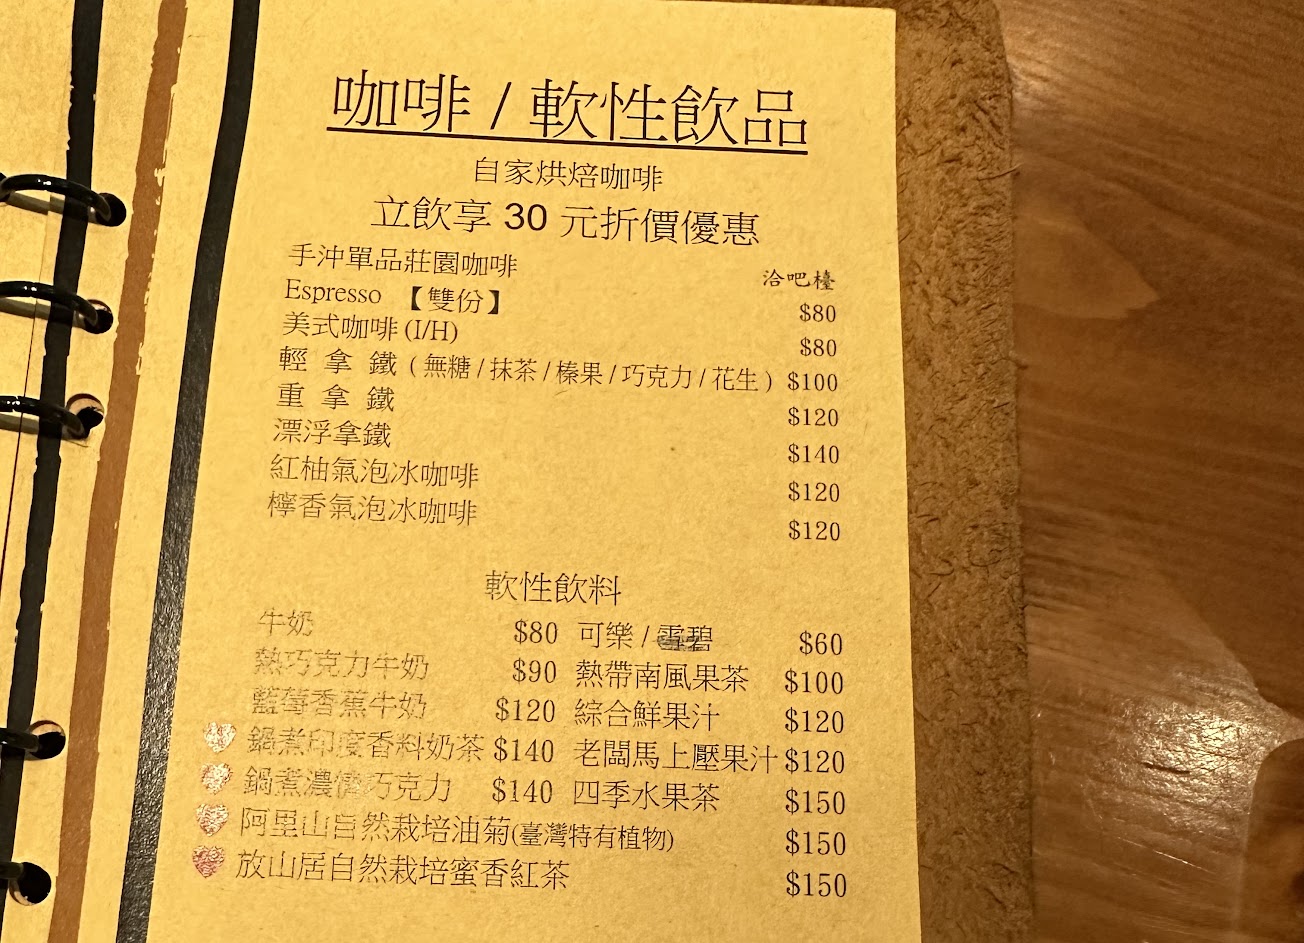 咖啡 / 軟性飲品
自家烘焙咖啡
立飲享 30 元折價優惠
手沖單品莊園咖啡 洽吧檯
Espresso 【雙份】 $80
美式咖啡 (I/H) $80
輕 拿 鐵 ( 無糖 / 抹茶 / 榛果 / 巧克力 / 花生 ) $100
重 拿 鐵 $120
漂浮拿鐵 $140
紅柚氣泡冰咖啡 $120
檸香氣泡冰咖啡 $120
軟性飲料
牛奶 $80 可樂 / 雪碧 $60
熱巧克力牛奶 $90 熱帶南風果茶 $100
藍莓香蕉牛奶 $120 綜合鮮果汁 $120
鍋煮印度香料奶茶 $140 老闆馬上壓果汁 $120
鍋煮濃情巧克力 $140 四季水果茶 $150
阿里山自然栽培油菊(臺灣特有植物) $150
放山居自然栽培蜜香紅茶 $150